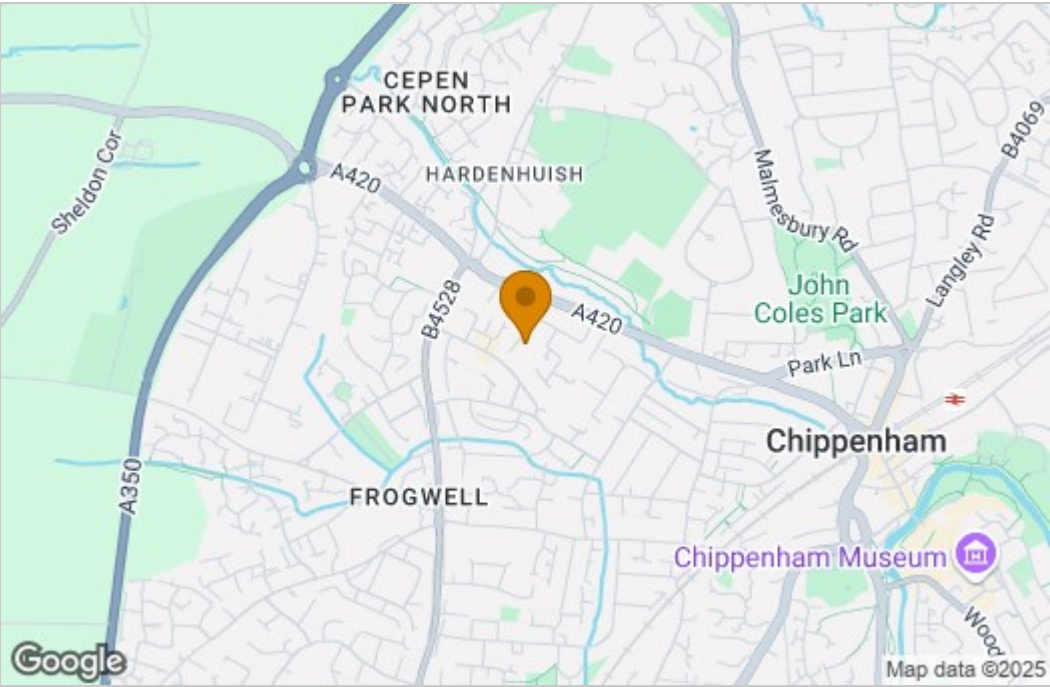 CEPEN
PARK NORTH
B4069
Sheldon Cor
A420
HARDENHUISH
Malmesbury Rd
Langley Rd
John
Coles Park
B4528
A420
Park Ln
Chippenham
A350
FROGWELL
Chippenham Museum
Wood
Google
Map data ©2025